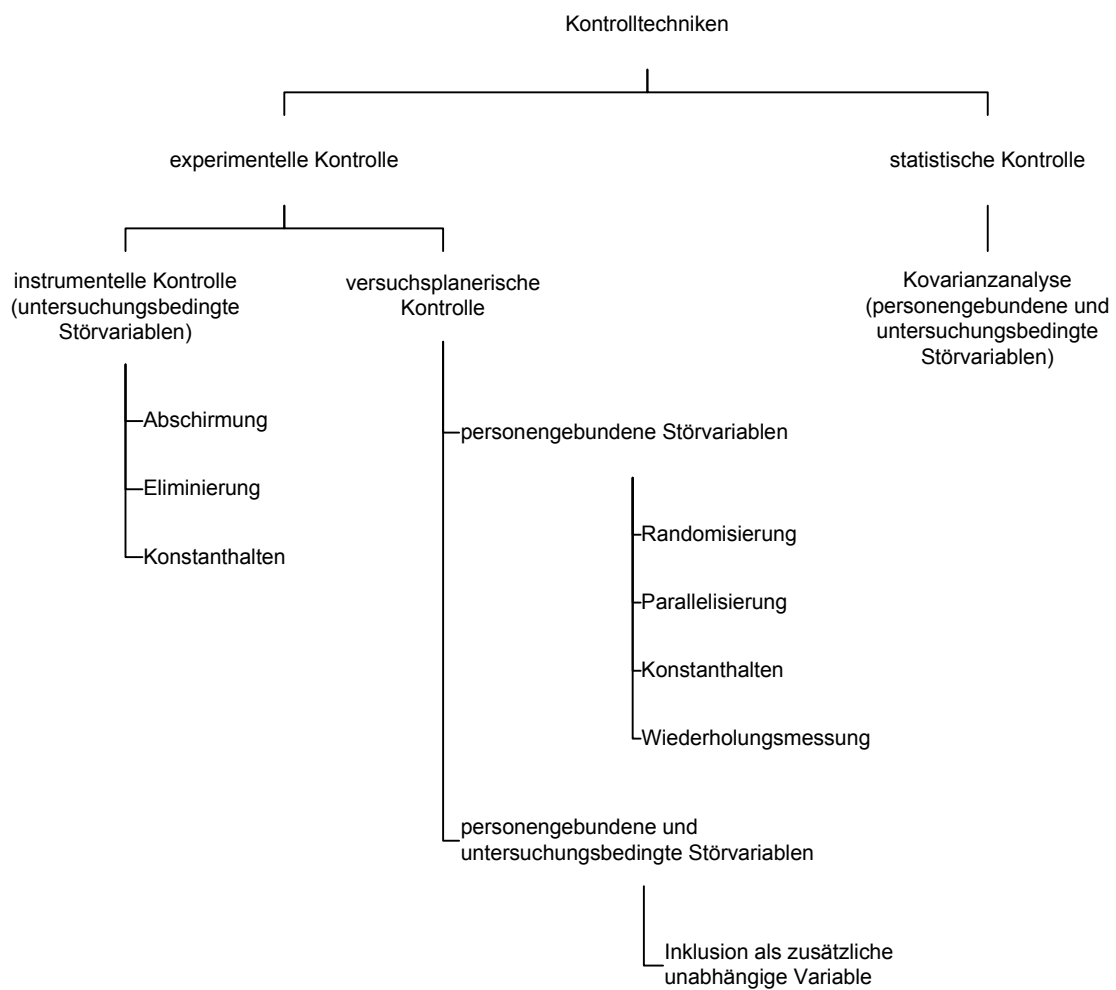 Kontrolltechniken
experimentelle Kontrolle
statistische Kontrolle
instrumentelle Kontrolle
(untersuchungsbedingte
Störvariablen)
versuchsplanerische
Kontrolle
Kovarianzanalyse
(personengebundene und
untersuchungsbedingte
Störvariablen)
Abschirmung
Eliminierung
Konstanthalten
personengebundene Störvariablen
Randomisierung
Parallelisierung
Konstanthalten
Wiederholungsmessung
personengebundene und
untersuchungsbedingte Störvariablen
Inklusion als zusätzliche
unabhängige Variable